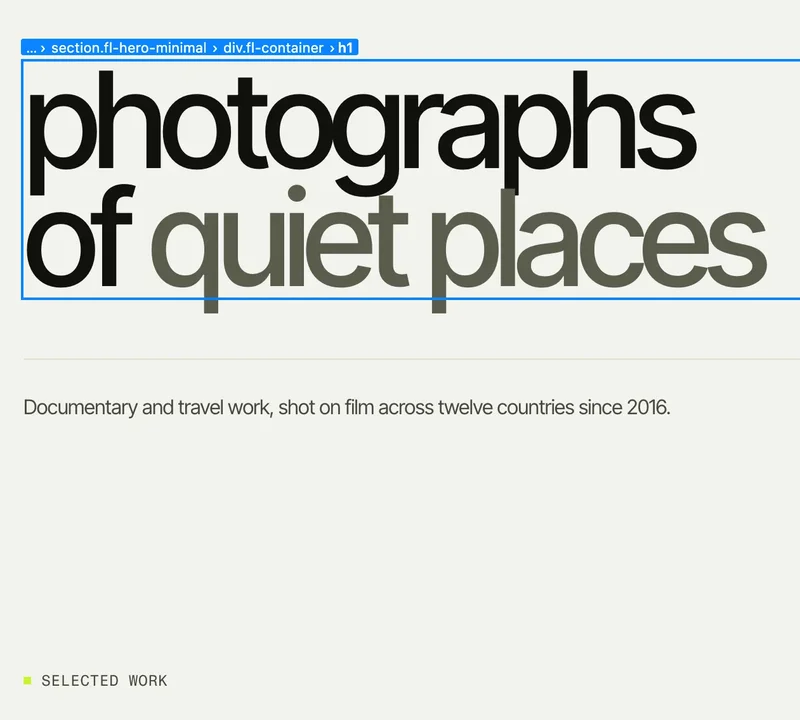 ... › section.fl-hero-minimal › div.fl-container › h1
photographs
of quiet places
Documentary and travel work, shot on film across twelve countries since 2016.
SELECTED WORK